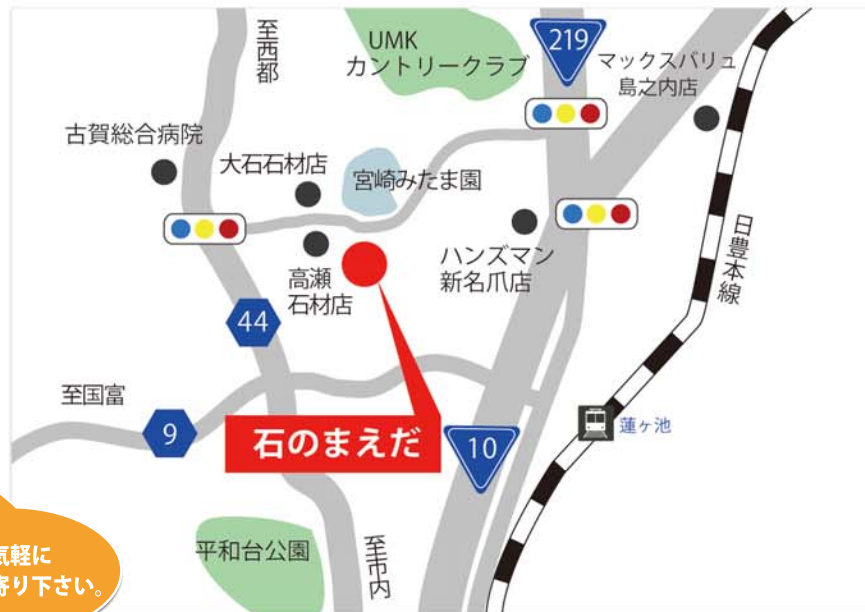 至西都
UMK
カントリークラブ
219
マックスバリュ
島之内店
古賀総合病院
大石石材店
宮崎みたま園
日豊本線
ハンズマン
新名爪店
高瀬
石材店
44
至国富
9
石のまえだ
10
蓮ヶ池
平和台公園
至市内
気軽に
寄り下さい。